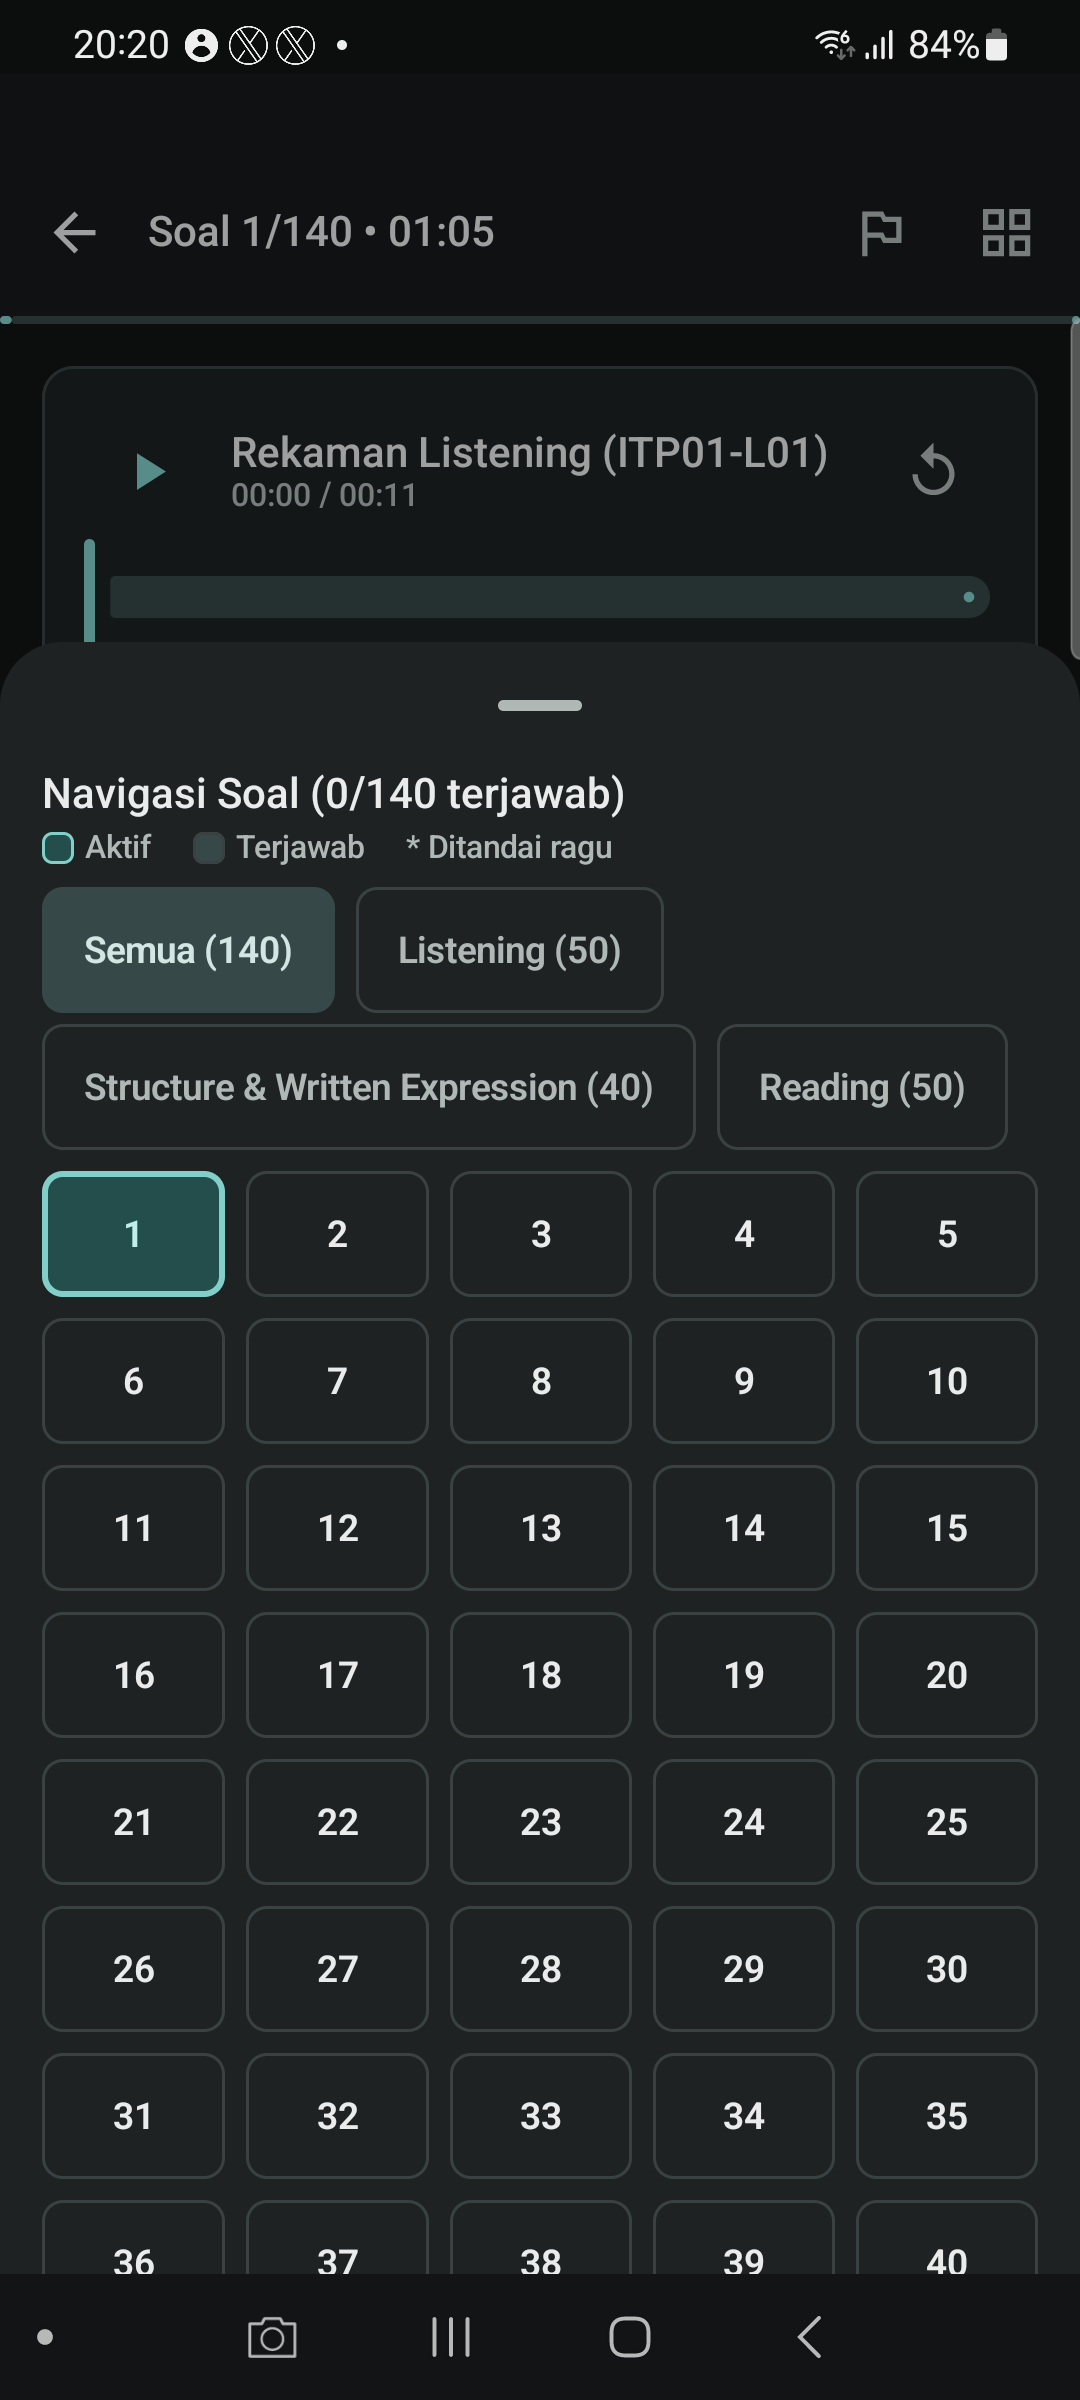 20:20 84%
Soal 1/140 • 01:05
Rekaman Listening (ITP01-L01)
00:00 / 00:11
Navigasi Soal (0/140 terjawab)
Aktif Terjawab * Ditandai ragu
Semua (140) Listening (50)
Structure & Written Expression (40) Reading (50)
1 2 3 4 5
6 7 8 9 10
11 12 13 14 15
16 17 18 19 20
21 22 23 24 25
26 27 28 29 30
31 32 33 34 35
36 37 38 39 40